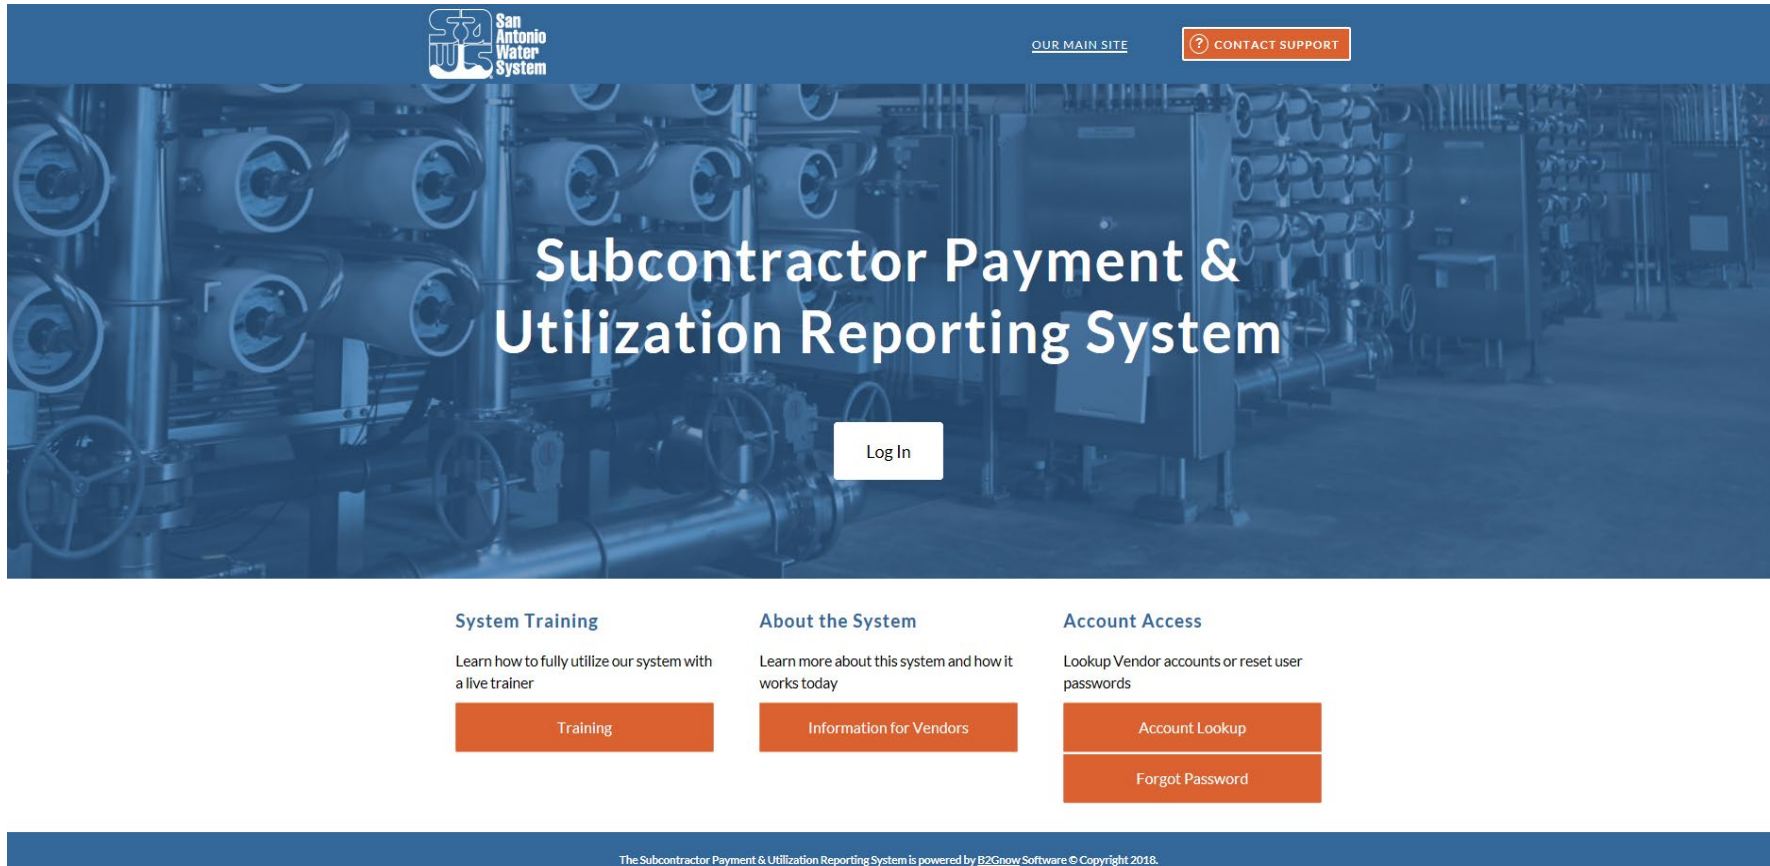 San
Antonio
Water
System
OUR MAIN SITE
? CONTACT SUPPORT
Subcontractor Payment &
Utilization Reporting System
Log In
System Training
Learn how to fully utilize our system with
a live trainer
Training
About the System
Learn more about this system and how it
works today
Information for Vendors
Account Access
Lookup Vendor accounts or reset user
passwords
Account Lookup
Forgot Password
The Subcontractor Payment & Utilization Reporting System is powered by B2Gnow Software © Copyright 2018.